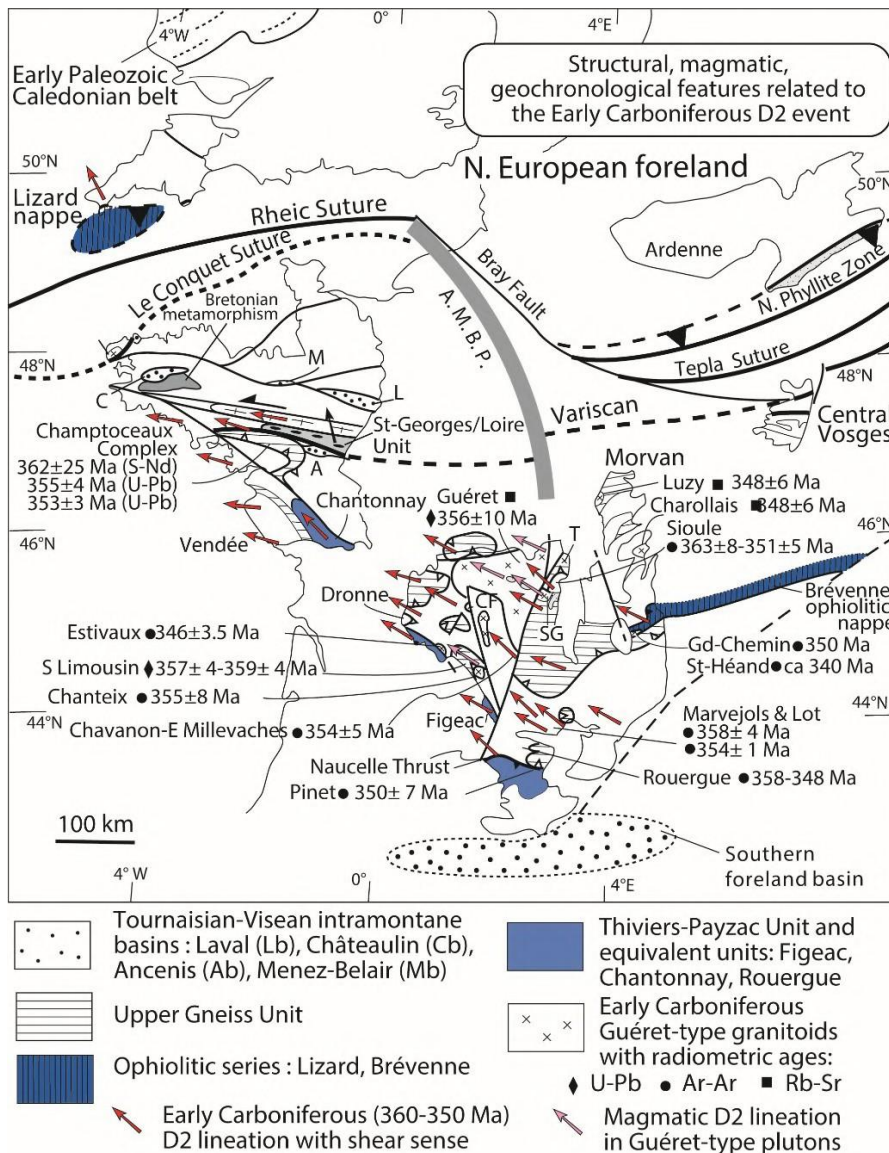 4°W
0°
4°E
Early Paleozoic
Caledonian belt
Structural, magmatic,
geochronological features related to
the Early Carboniferous D2 event
50°N
50°N
N. European foreland
Lizard
nappe
Rheic Suture
Le Conquet Suture
Bray Fault
Ardenne
N. Phyllite Zone
A.M.B.P.
Bretonian
metamorphism
Tepla Suture
48°N
48°N
M
C
L
A
Variscan
Central
Vosges
St-Georges/Loire
Unit
Champtoceaux
Complex
362±25 Ma (S-Nd)
355±4 Ma (U-Pb)
353±3 Ma (U-Pb)
Chantonnay
Vendée
46°N
46°N
Guéret ■
♦356±10 Ma
Morvan
Luzy ■ 348±6 Ma
Charollais ■348±6 Ma
Sioule
●363±8-351±5 Ma
T
CF
SG
Dronne
Brévenne
ophiolitic
nappe
Gd-Chemin●350 Ma
St-Héand●ca 340 Ma
Estivaux●346±3.5 Ma
S Limousin♦357± 4-359± 4 Ma
Chanteix●355±8 Ma
Chavanon-E Millevaches●354±5 Ma
44°N
44°N
Figeac
Marvejols & Lot
●358± 4 Ma
●354± 1 Ma
Naucelle Thrust
Pinet●350± 7 Ma
Rouergue●358-348 Ma
100 km
Southern
foreland basin
4° W
0°
4°E
Tournaisian-Visean intramontane
basins : Laval (Lb), Châteaulin (Cb),
Ancenis (Ab), Menez-Belair (Mb)
Upper Gneiss Unit
Ophiolitic series : Lizard, Brévenne
Early Carboniferous (360-350 Ma)
D2 lineation with shear sense
Thiviers-Payzac Unit and
equivalent units: Figeac,
Chantonnay, Rouergue
Early Carboniferous
Guéret-type granitoids
with radiometric ages:
♦ U-Pb ● Ar-Ar ■ Rb-Sr
Magmatic D2 lineation
in Guéret-type plutons